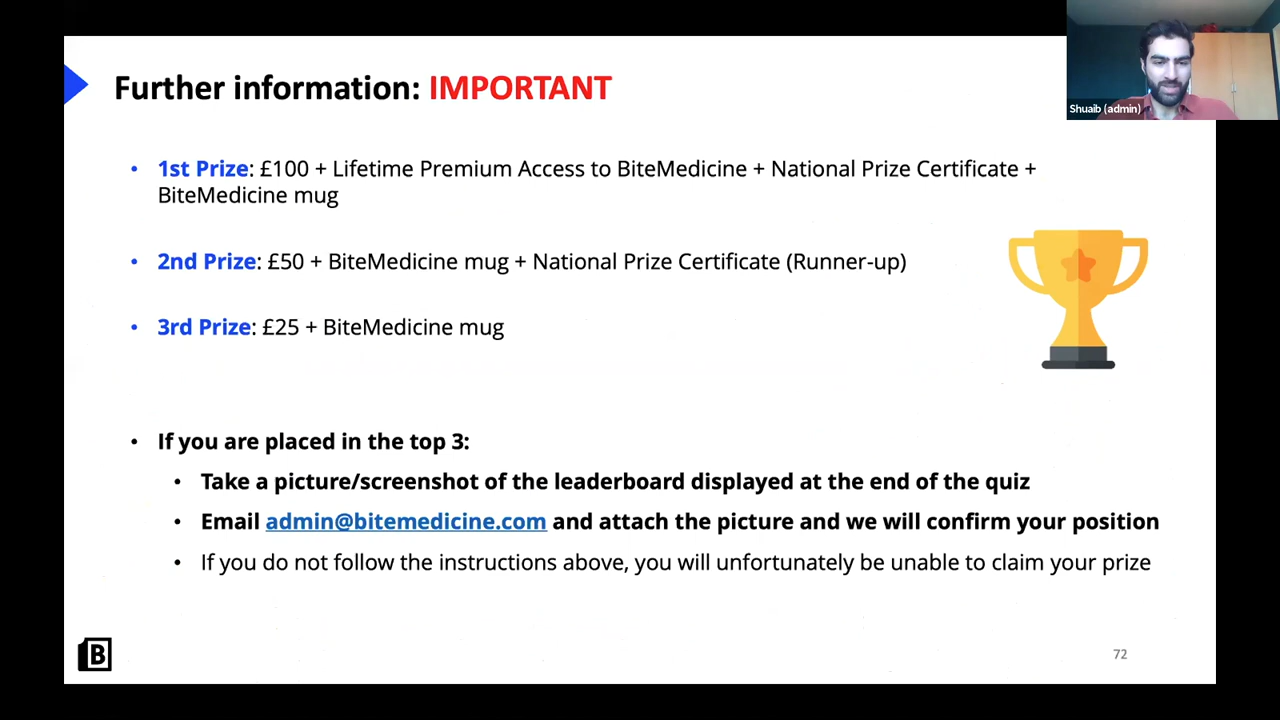 Further information: IMPORTANT
Shuaib (admin)
• 1st Prize: £100 + Lifetime Premium Access to BiteMedicine + National Prize Certificate +
BiteMedicine mug
• 2nd Prize: £50 + BiteMedicine mug + National Prize Certificate (Runner-up)
• 3rd Prize: £25 + BiteMedicine mug
• If you are placed in the top 3:
• Take a picture/screenshot of the leaderboard displayed at the end of the quiz
• Email admin@bitemedicine.com and attach the picture and we will confirm your position
• If you do not follow the instructions above, you will unfortunately be unable to claim your prize
B
72